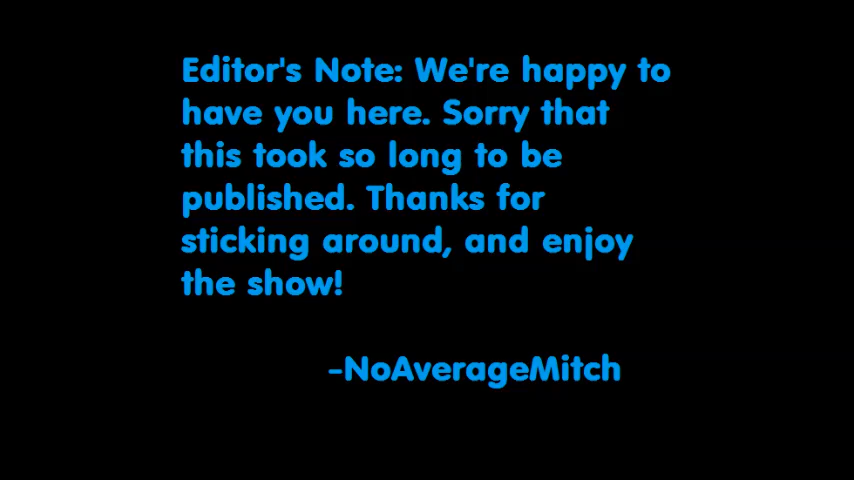 Editor's Note: We're happy to
have you here. Sorry that
this took so long to be
published. Thanks for
sticking around, and enjoy
the show!
-NoAverageMitch